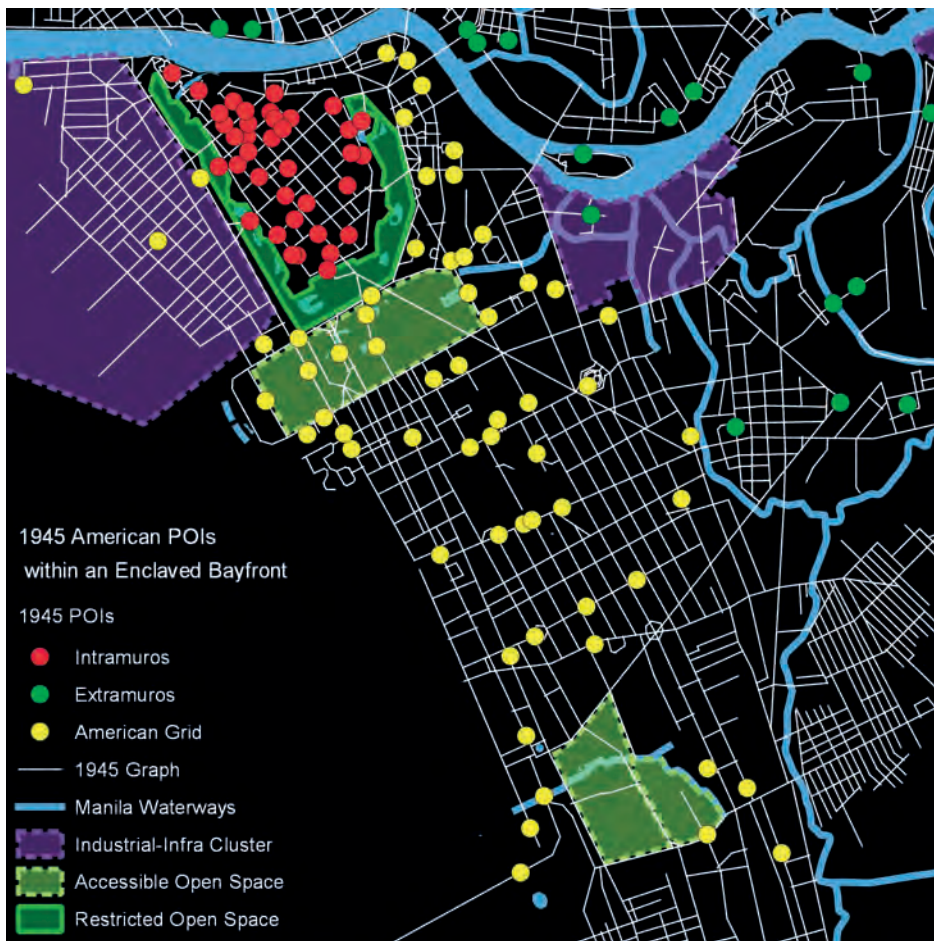 1945 American POIs
within an Enclaved Bayfront
1945 POIs
Intramuros
Extramuros
American Grid
1945 Graph
Manila Waterways
Industrial-Infra Cluster
Accessible Open Space
Restricted Open Space